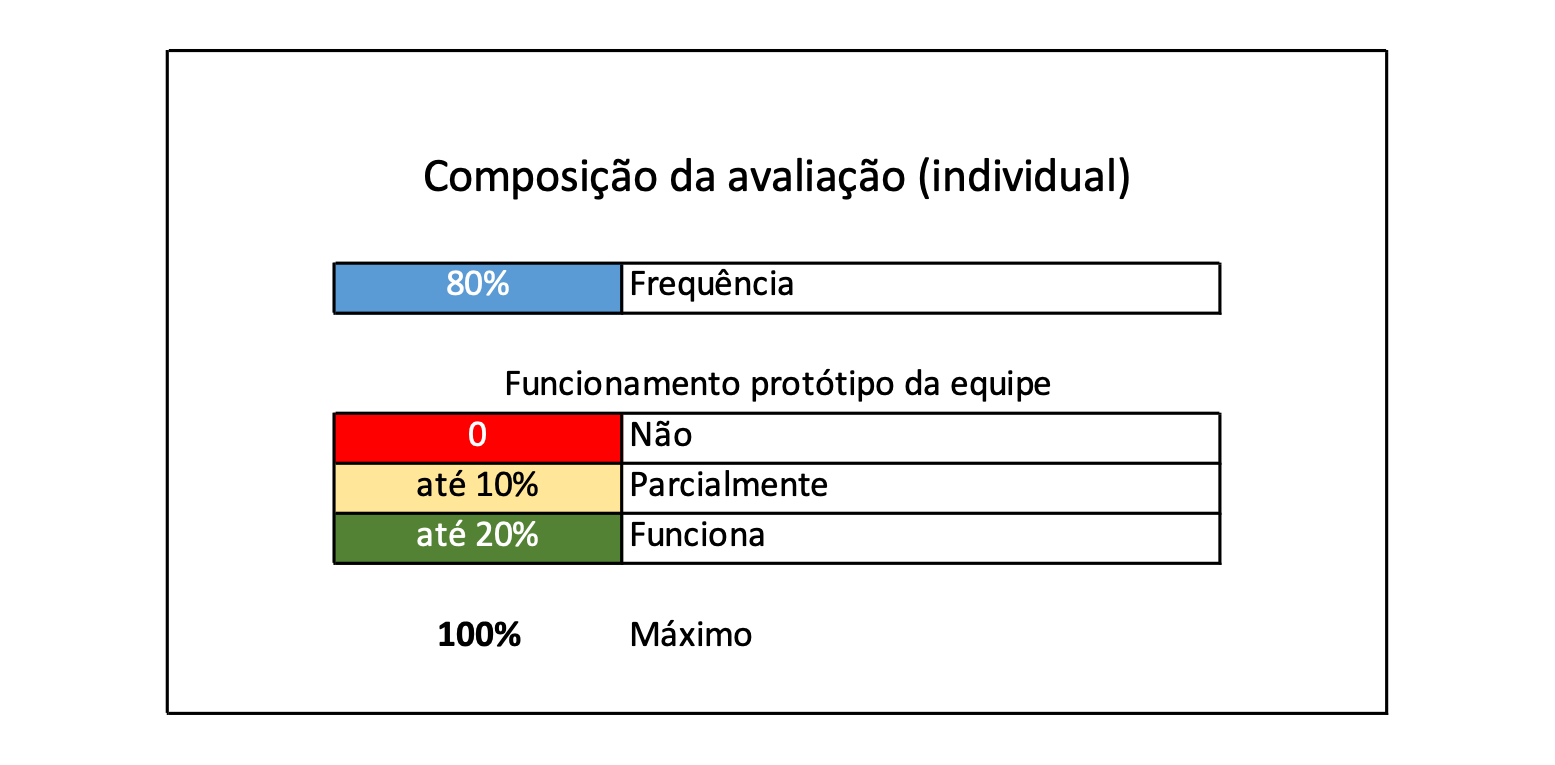 Composição da avaliação (individual)
80% Frequência
Funcionamento protótipo da equipe
0 Não
até 10% Parcialmente
até 20% Funciona
100% Máximo